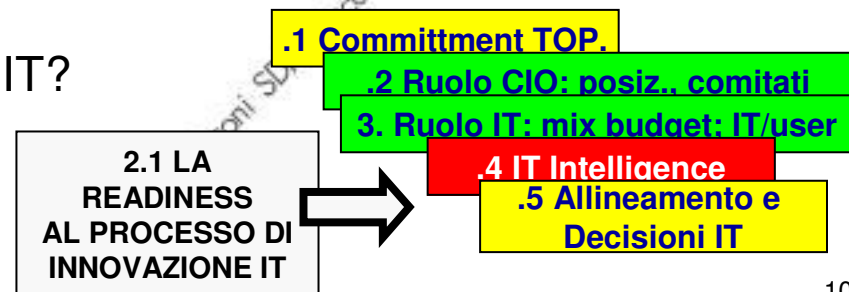 IT?
.1 Committment TOP.
.2 Ruolo CIO: posiz., comitati
3. Ruolo IT: mix budget: IT/user
.4 IT Intelligence
.5 Allineamento e
Decisioni IT
2.1 LA
READINESS
AL PROCESSO DI
INNOVAZIONE IT
10